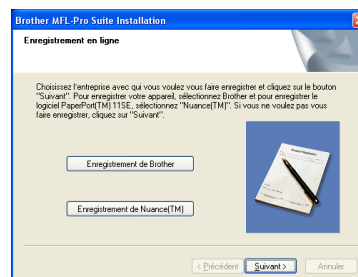 Brother MFL-Pro Suite Installation
Enregistrement en ligne
Choisissez l'entreprise avec qui vous voulez vous faire enregistrer et cliquez sur le bouton
"Suivant". Pour enregistrer votre appareil, sélectionnez Brother et pour enregistrer le
logiciel PaperPort(TM) 11SE, sélectionnez "Nuance(TM)". Si vous ne voulez pas vous
faire enregistrer, cliquez sur "Suivant".
Enregistrement de Brother
Enregistrement de Nuance(TM)
< Précédent Suivant > Annuler